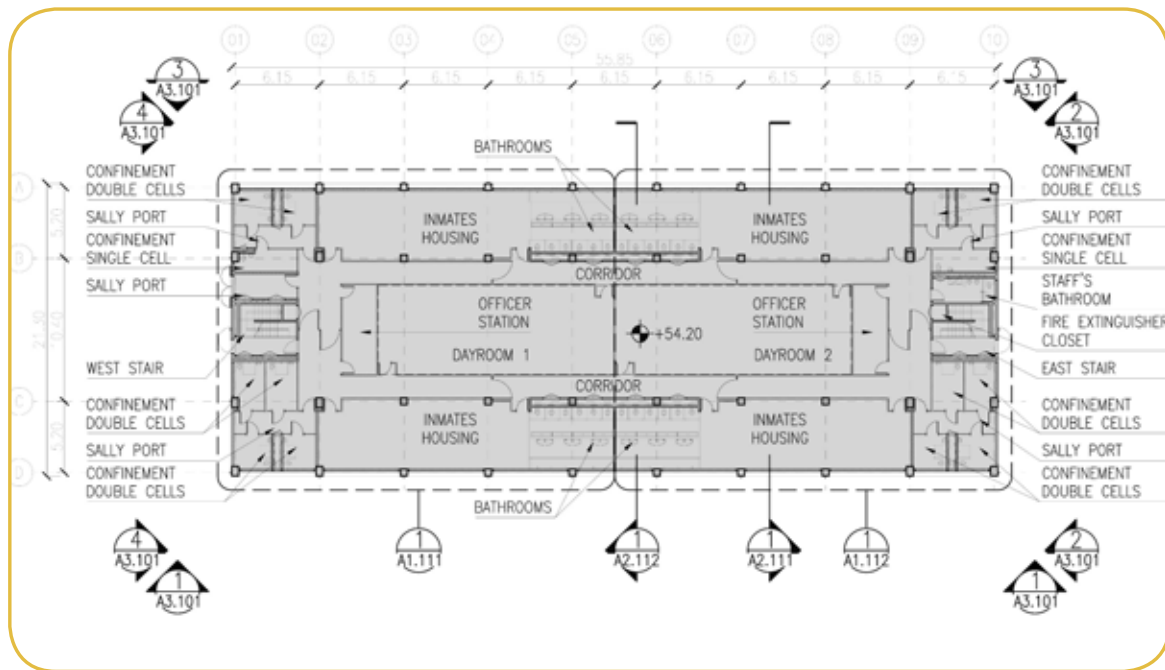 01 02 03 04 05 06 07 08 09 10
55.85
6.15 6.15 6.15 6.15 6.15 6.15 6.15 6.15 6.15
3
A3.101
4
A3.101
3
A3.101
2
A3.101
BATHROOMS
CONFINEMENT
DOUBLE CELLS
SALLY PORT
CONFINEMENT
SINGLE CELL
SALLY PORT
WEST STAIR
CONFINEMENT
DOUBLE CELLS
SALLY PORT
CONFINEMENT
DOUBLE CELLS
A
B
C
D
5.20
5.20
INMATES
HOUSING
INMATES
HOUSING
CORRIDOR
OFFICER
STATION
DAYROOM 1
+54.20
OFFICER
STATION
DAYROOM 2
CORRIDOR
INMATES
HOUSING
INMATES
HOUSING
BATHROOMS
CONFINEMENT
DOUBLE CELLS
SALLY PORT
CONFINEMENT
SINGLE CELL
STAFF'S
BATHROOM
FIRE EXTINGUISHER
CLOSET
EAST STAIR
CONFINEMENT
DOUBLE CELLS
SALLY PORT
CONFINEMENT
DOUBLE CELLS
4
A3.101
1
A3.101
1
A1.111
1
A2.112
1
A2.111
1
A1.112
2
A3.101
1
A3.101